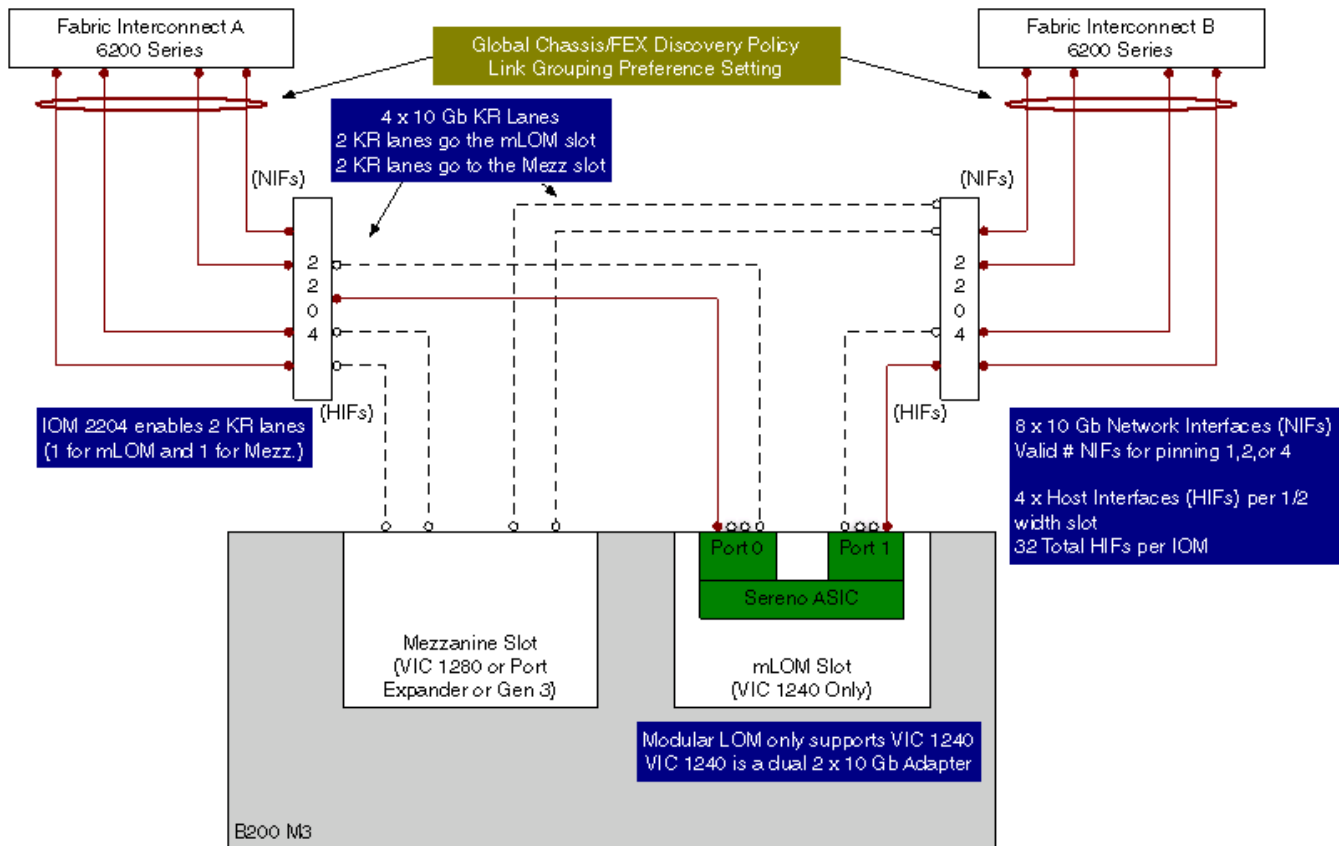 Fabric Interconnect A
6200 Series
Global Chassis/FEX Discovery Policy
Link Grouping Preference Setting
Fabric Interconnect B
6200 Series
4 x 10 Gb KR Lanes
2 KR lanes go the mLOM slot
2 KR lanes go to the Mezz slot
(NIFs)
(NIFs)
2
2
0
4
2
2
0
4
(HIFs)
(HIFs)
IOM 2204 enables 2 KR lanes
(1 for mLOM and 1 for Mezz.)
8 x 10 Gb Network Interfaces (NIFs)
Valid # NIFs for pinning 1,2,or 4
4 x Host Interfaces (HIFs) per 1/2
width slot
32 Total HIFs per IOM
Port 0
Port 1
Sereno ASIC
Mezzanine Slot
(VIC 1280 or Port
Expander or Gen 3)
mLOM Slot
(VIC 1240 Only)
Modular LOM only supports VIC 1240
VIC 1240 is a dual 2 x 10 Gb Adapter
B200 M3